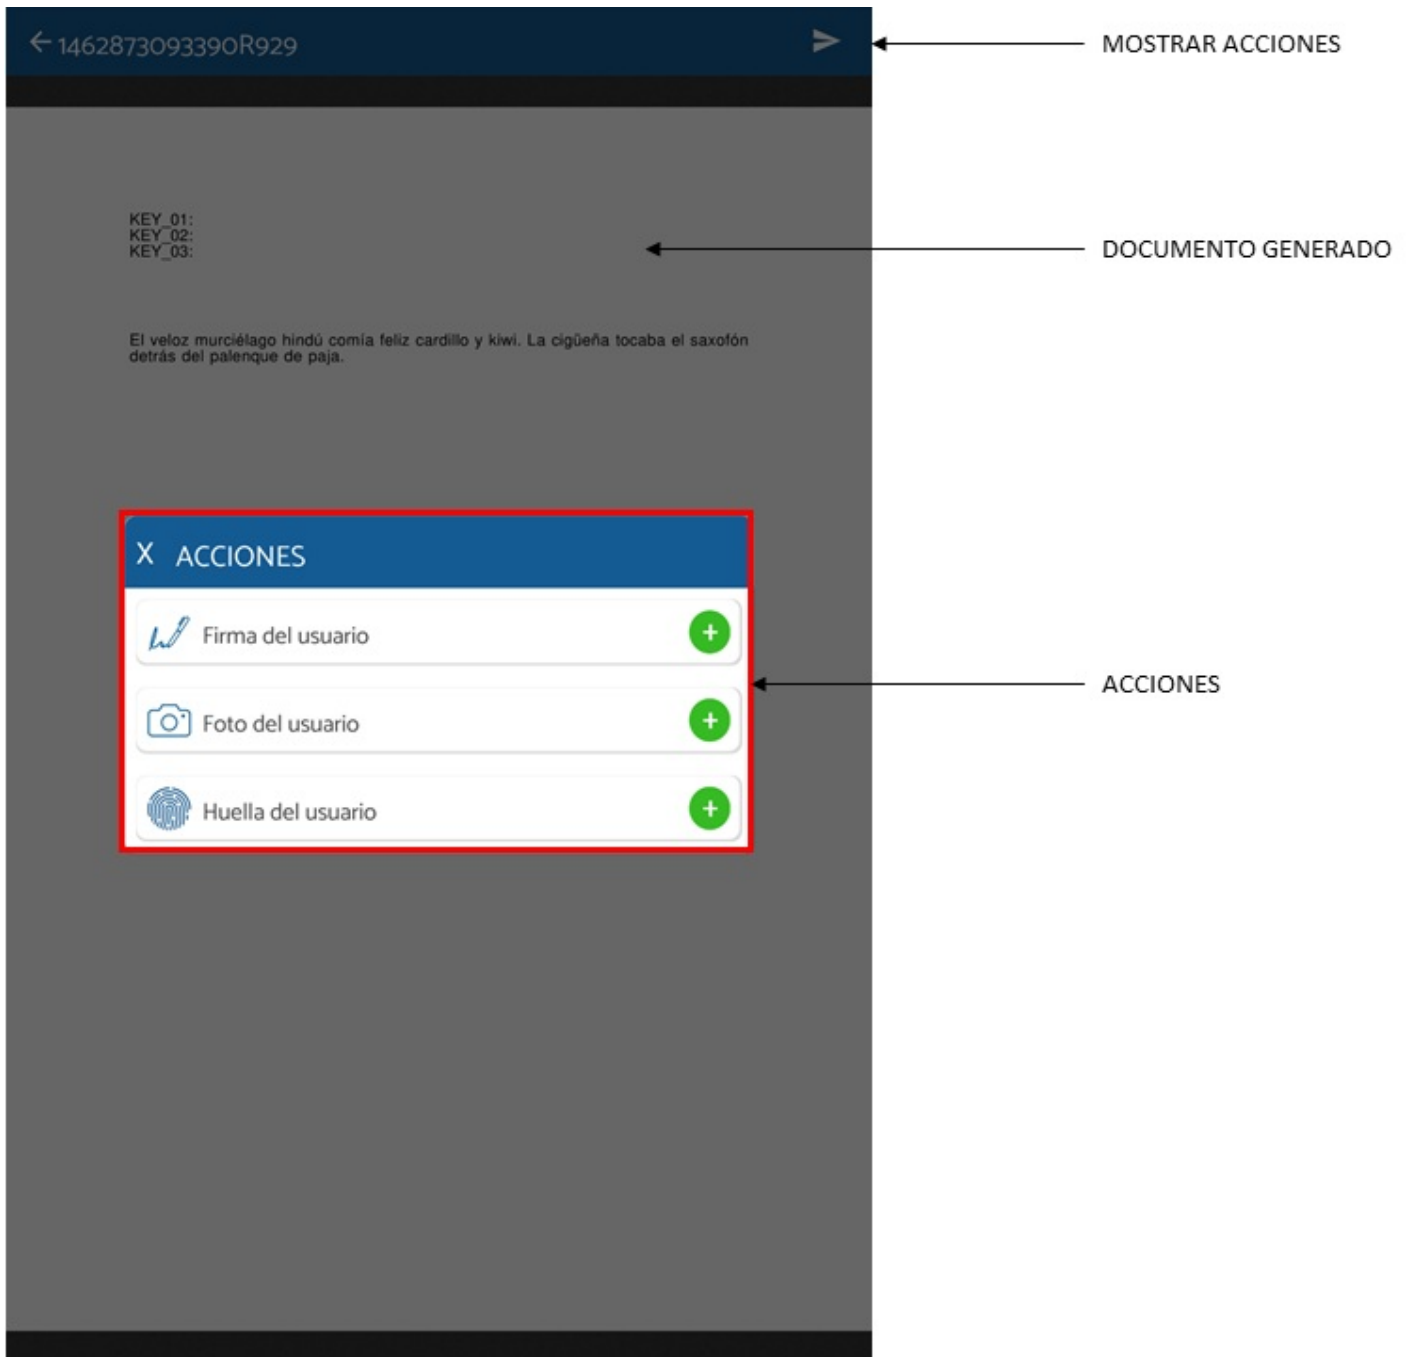 1462873093390R929
MOSTRAR ACCIONES
KEY_01:
KEY_02:
KEY_03:
DOCUMENTO GENERADO
El veloz murciélago hindú comía feliz cardillo y kiwi. La cigüeña tocaba el saxofón
detrás del palenque de paja.
X ACCIONES
Firma del usuario
ACCIONES
Foto del usuario
Huella del usuario